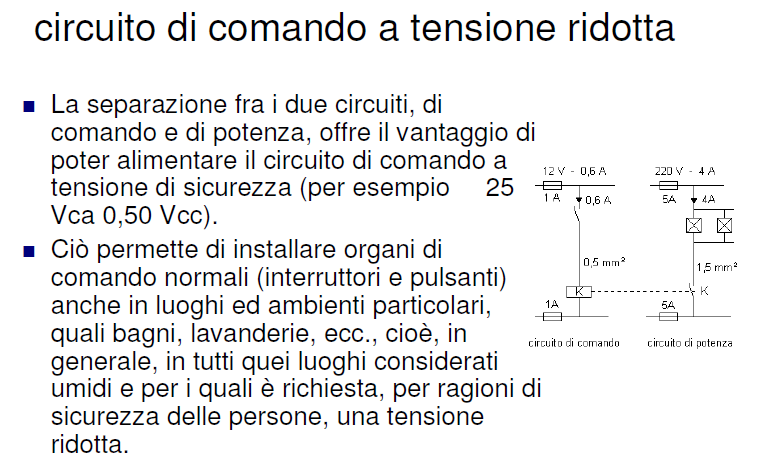 circuito di comando a tensione ridotta
La separazione fra i due circuiti, di
comando e di potenza, offre il vantaggio di
poter alimentare il circuito di comando a
tensione di sicurezza (per esempio 25
Vca 0,50 Vcc).
Ciò permette di installare organi di
comando normali (interruttori e pulsanti)
anche in luoghi ed ambienti particolari,
quali bagni, lavanderie, ecc., cioè, in
generale, in tutti quei luoghi considerati
umidi e per i quali è richiesta, per ragioni di
sicurezza delle persone, una tensione
ridotta.
12 V - 0,6 A
220 V - 4 A
1 A
0,6 A
5A
4A
0,5 mm²
1,5 mm²
K
K
1A
5A
circuito di comando
circuito di potenza